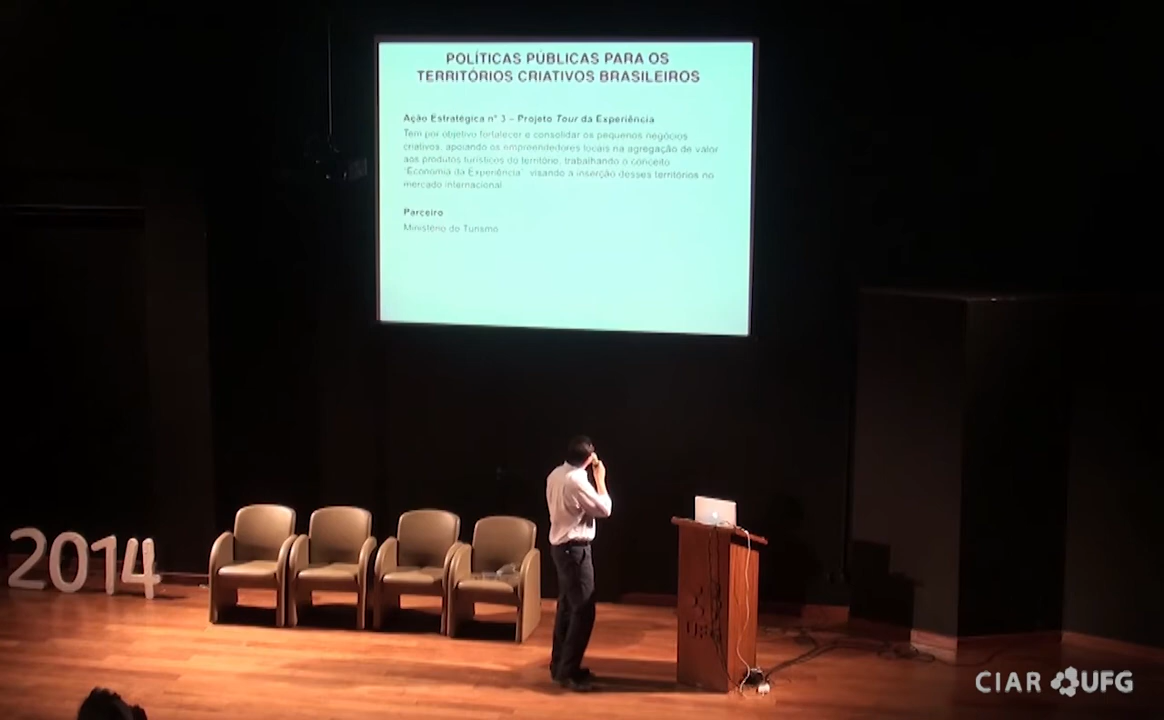 POLÍTICAS PÚBLICAS PARA OS
TERRITÓRIOS CRIATIVOS BRASILEIROS
Ação Estratégica n° 3 – Projeto Tour da Experiência
Tem por objetivo fortalecer e consolidar os pequenos negócios
criativos, apoiando os empreendedores locais na agregação de valor
aos produtos turísticos do território, trabalhando o conceito
"Economia da Experiência" visando a inserção desses territórios no
mercado internacional
Parceiro
Ministério do Turismo
2014
UFG
CIAR UFG